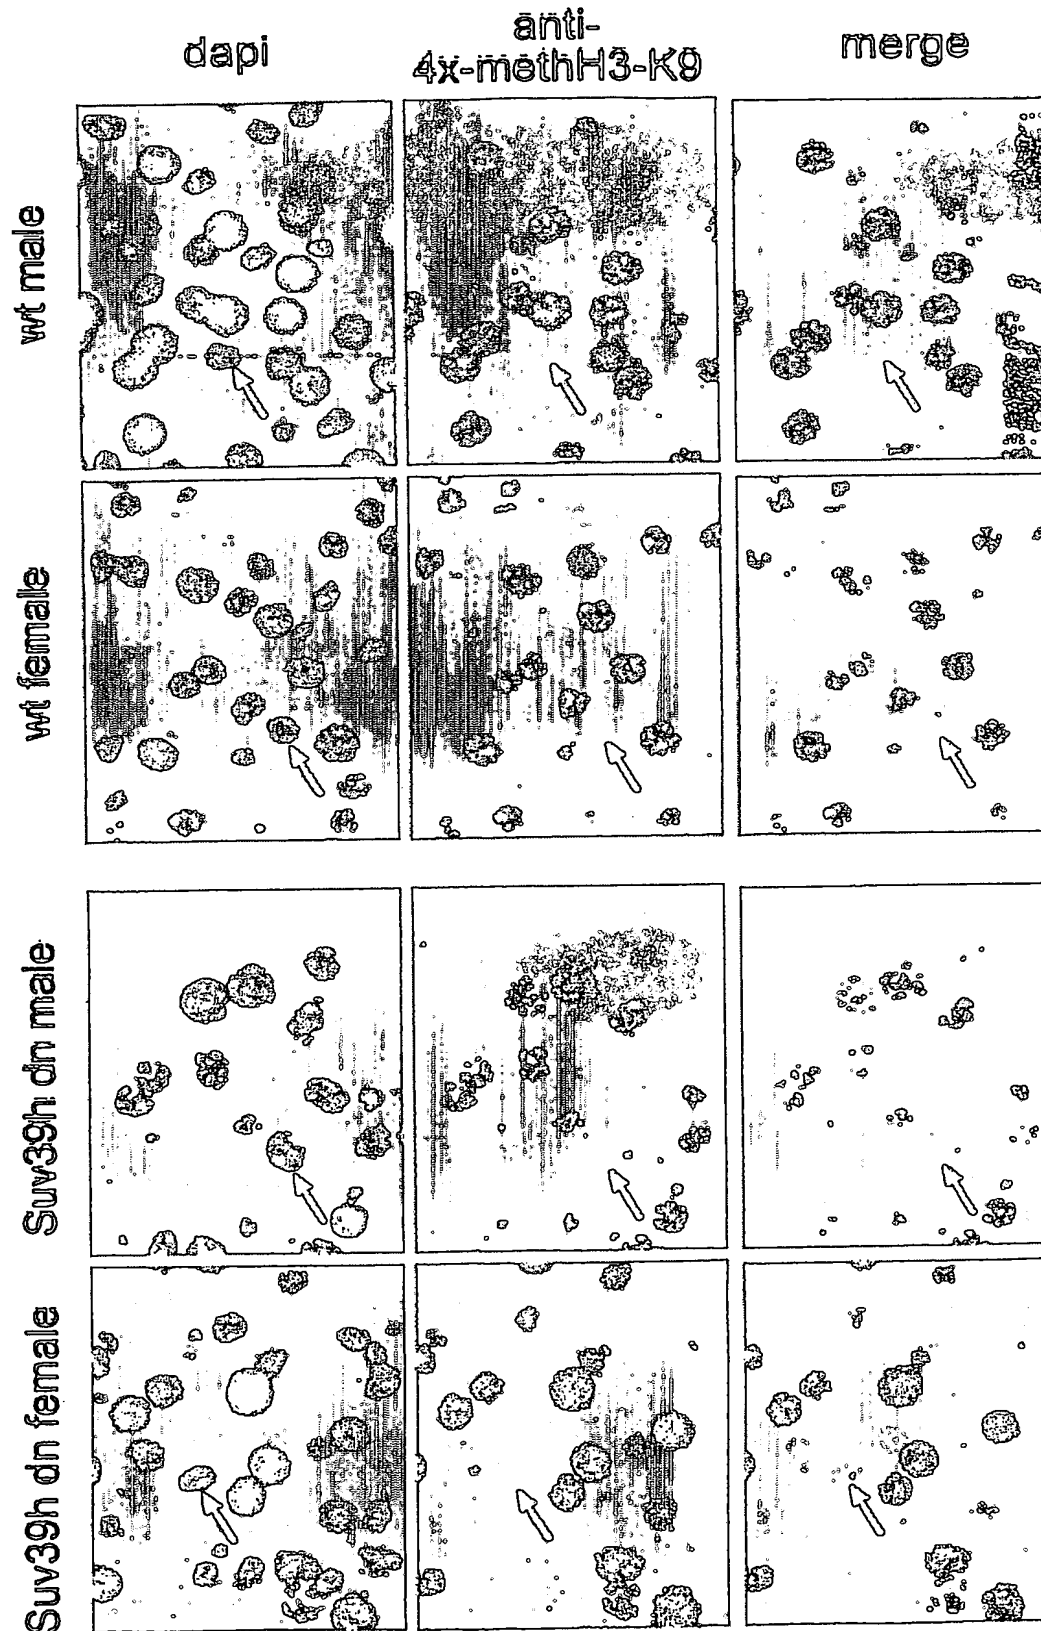 dapi
anti-
4x-methH3-K9
merge
wt male
wt female
Suv39h dn male
Suv39h dn female